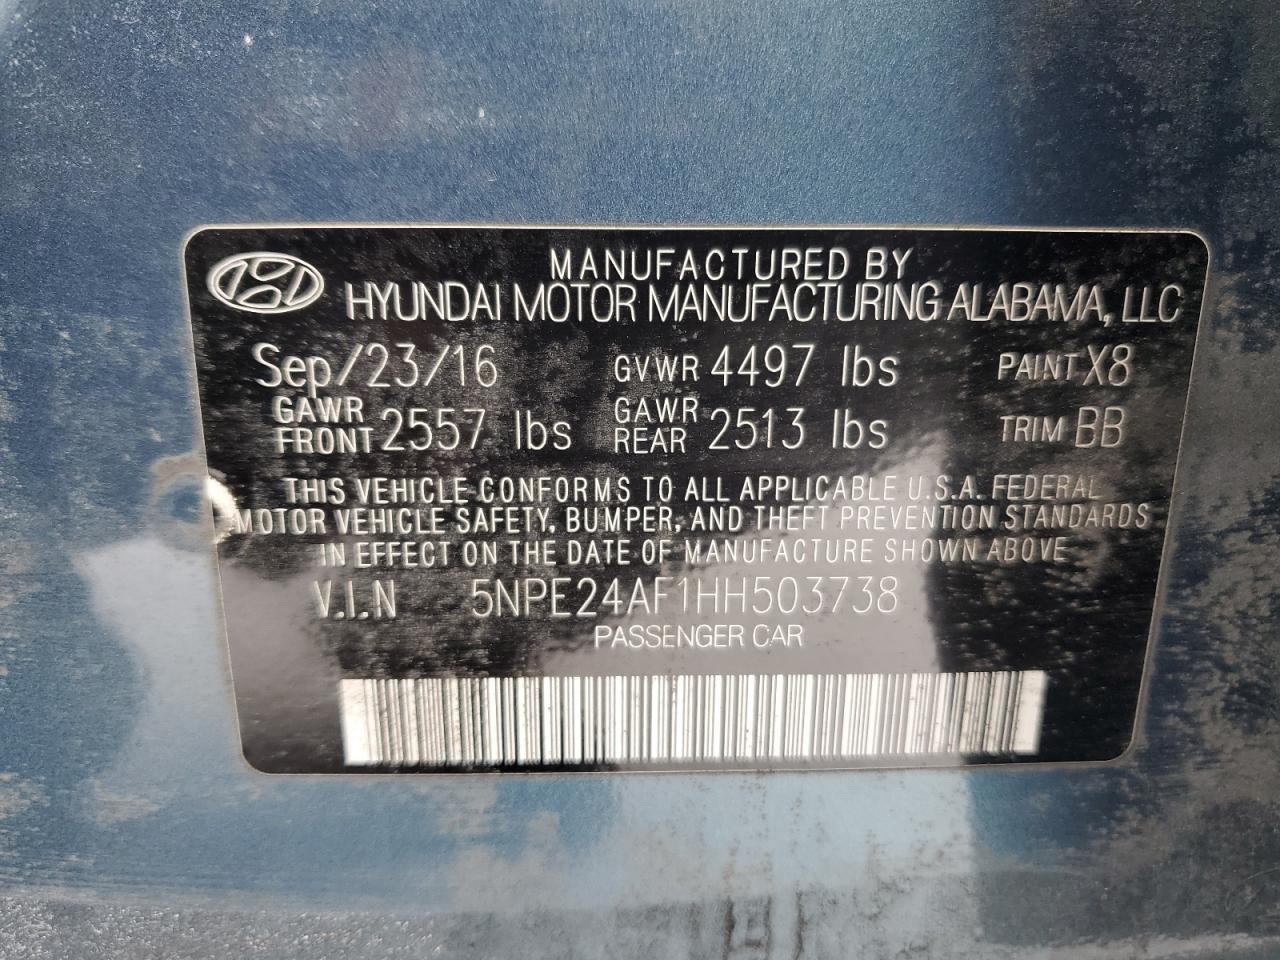 MANUFACTURED BY
HYUNDAI MOTOR MANUFACTURING ALABAMA, LLC
Sep/23/16 GVWR 4497 lbs PAINT X8
GAWR FRONT 2557 lbs GAWR REAR 2513 lbs TRIM BB
THIS VEHICLE CONFORMS TO ALL APPLICABLE U.S.A. FEDERAL
MOTOR VEHICLE SAFETY, BUMPER, AND THEFT PREVENTION STANDARDS
IN EFFECT ON THE DATE OF MANUFACTURE SHOWN ABOVE
V.I.N 5NPE24AF1HH503738
PASSENGER CAR